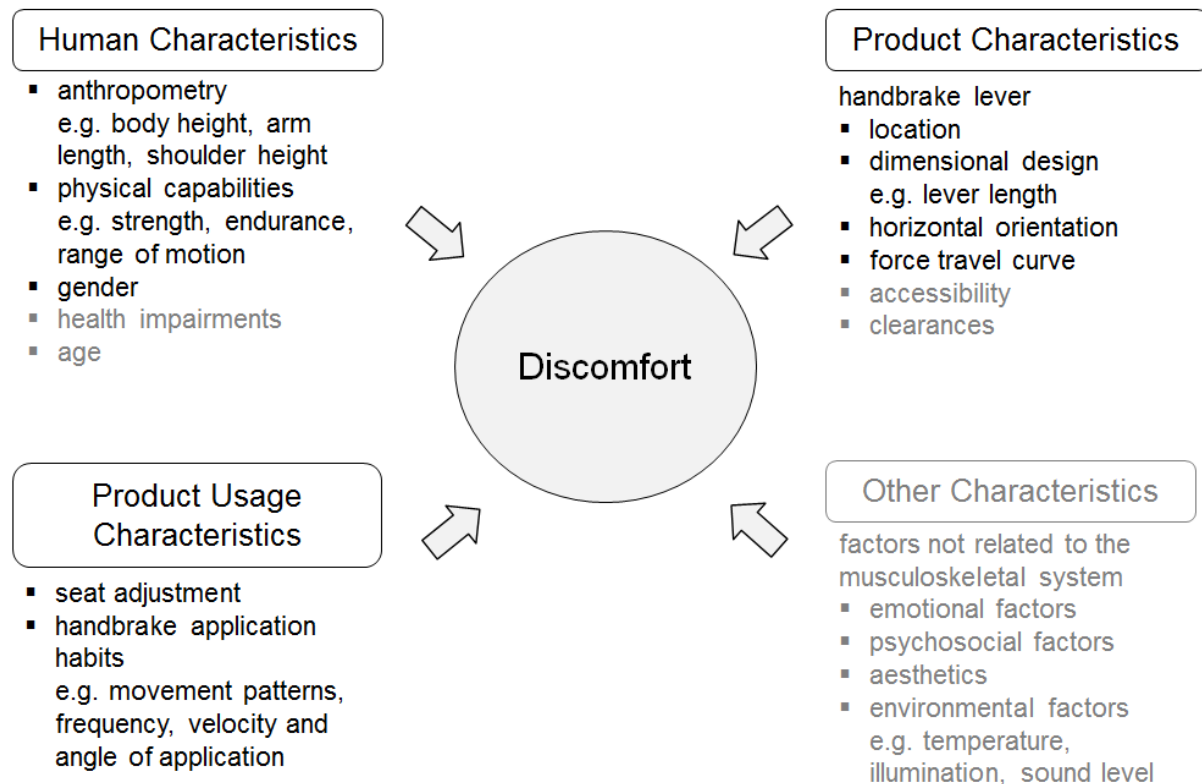 Human Characteristics
▪ anthropometry
e.g. body height, arm
length, shoulder height
▪ physical capabilities
e.g. strength, endurance,
range of motion
▪ gender
▪ health impairments
▪ age
Product Characteristics
handbrake lever
▪ location
▪ dimensional design
e.g. lever length
▪ horizontal orientation
▪ force travel curve
▪ accessibility
▪ clearances
Discomfort
Product Usage
Characteristics
▪ seat adjustment
▪ handbrake application
habits
e.g. movement patterns,
frequency, velocity and
angle of application
Other Characteristics
factors not related to the
musculoskeletal system
▪ emotional factors
▪ psychosocial factors
▪ aesthetics
▪ environmental factors
e.g. temperature,
illumination, sound level